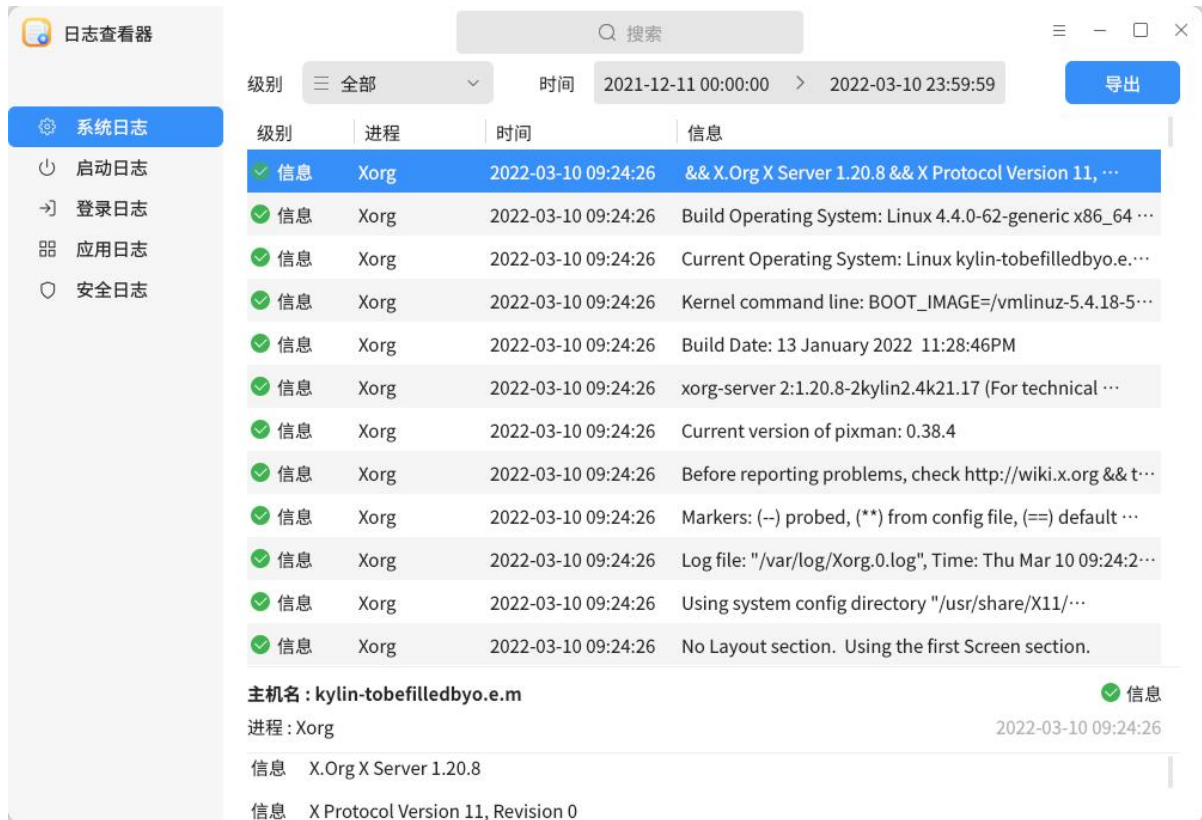 日志查看器
搜索
级别 全部 时间 2021-12-11 00:00:00 > 2022-03-10 23:59:59 导出
系统日志
启动日志
登录日志
应用日志
安全日志
级别 进程 时间 信息
信息 Xorg 2022-03-10 09:24:26 && X.Org X Server 1.20.8 && X Protocol Version 11, ···
信息 Xorg 2022-03-10 09:24:26 Build Operating System: Linux 4.4.0-62-generic x86_64 ···
信息 Xorg 2022-03-10 09:24:26 Current Operating System: Linux kylin-tobefilledbyo.e.···
信息 Xorg 2022-03-10 09:24:26 Kernel command line: BOOT_IMAGE=/vmlinuz-5.4.18-5···
信息 Xorg 2022-03-10 09:24:26 Build Date: 13 January 2022  11:28:46PM
信息 Xorg 2022-03-10 09:24:26 xorg-server 2:1.20.8-2kylin2.4k21.17 (For technical ···
信息 Xorg 2022-03-10 09:24:26 Current version of pixman: 0.38.4
信息 Xorg 2022-03-10 09:24:26 Before reporting problems, check http://wiki.x.org && t···
信息 Xorg 2022-03-10 09:24:26 Markers: (--) probed, (**) from config file, (==) default ···
信息 Xorg 2022-03-10 09:24:26 Log file: "/var/log/Xorg.0.log", Time: Thu Mar 10 09:24:2···
信息 Xorg 2022-03-10 09:24:26 Using system config directory "/usr/share/X11/···
信息 Xorg 2022-03-10 09:24:26 No Layout section.  Using the first Screen section.
主机名 : kylin-tobefilledbyo.e.m 信息
进程 : Xorg 2022-03-10 09:24:26
信息 X.Org X Server 1.20.8
信息 X Protocol Version 11, Revision 0